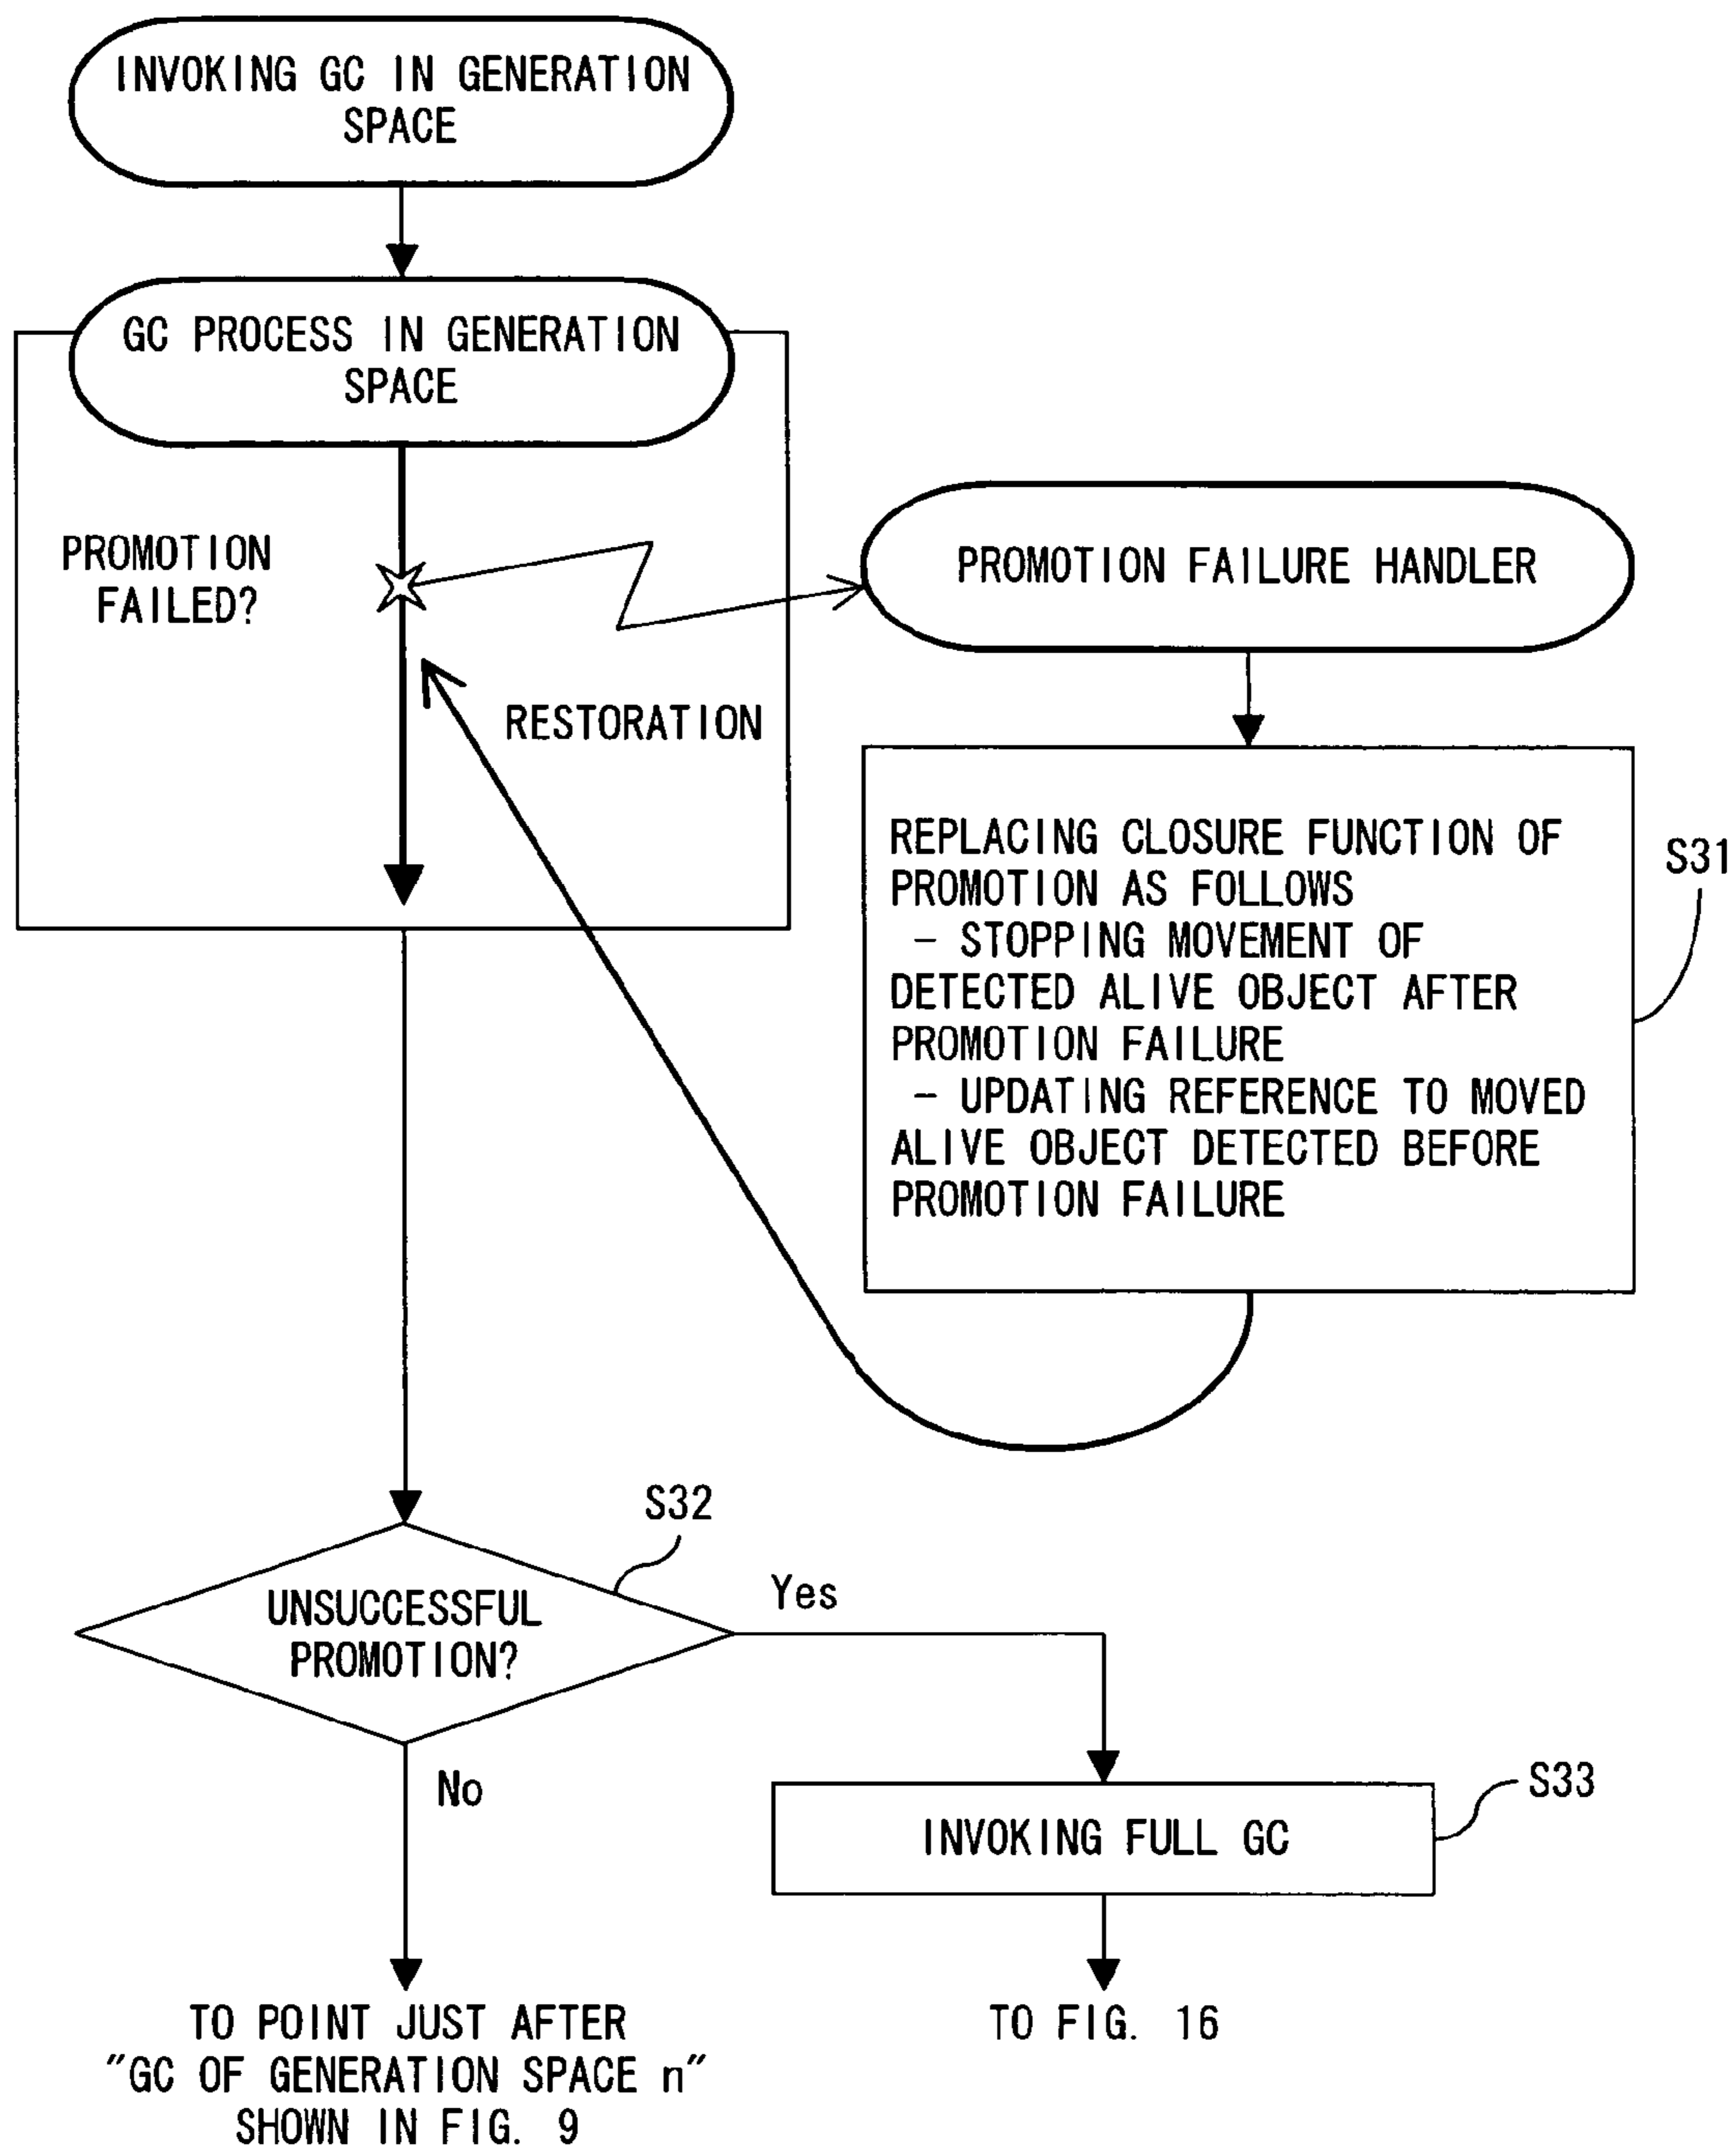 INVOKING GC IN GENERATION
SPACE
GC PROCESS IN GENERATION
SPACE
PROMOTION
FAILED?
PROMOTION FAILURE HANDLER
RESTORATION
REPLACING CLOSURE FUNCTION OF
PROMOTION AS FOLLOWS
- STOPPING MOVEMENT OF
DETECTED ALIVE OBJECT AFTER
PROMOTION FAILURE
- UPDATING REFERENCE TO MOVED
ALIVE OBJECT DETECTED BEFORE
PROMOTION FAILURE
S31
S32
UNSUCCESSFUL
PROMOTION?
Yes
No
INVOKING FULL GC
S33
TO POINT JUST AFTER
"GC OF GENERATION SPACE n"
SHOWN IN FIG. 9
TO FIG. 16